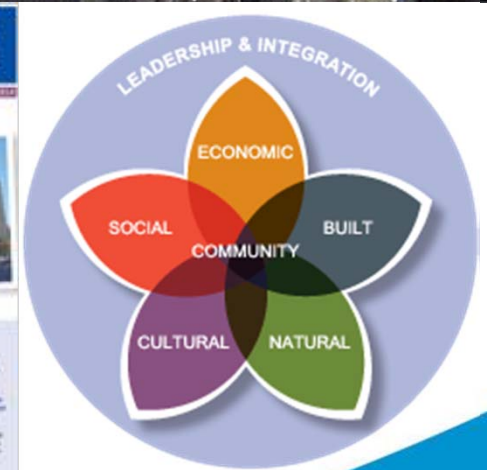 LEADERSHIP & INTEGRATION
ECONOMIC
SOCIAL
BUILT
COMMUNITY
CULTURAL
NATURAL